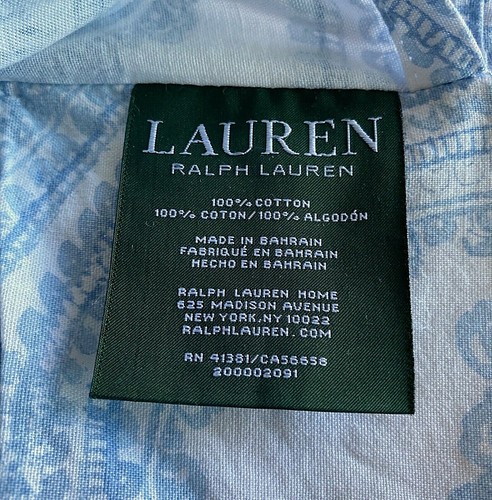 LAUREN
RALPH LAUREN
100% COTTON
100% COTON/100% ALGODÓN
MADE IN BAHRAIN
FABRIQUÉ EN BAHRAIN
HECHO EN BAHRAIN
RALPH LAUREN HOME
625 MADISON AVENUE
NEW YORK,NY 10022
RALPHLAUREN.COM
RN 41381/CA56658
200002091